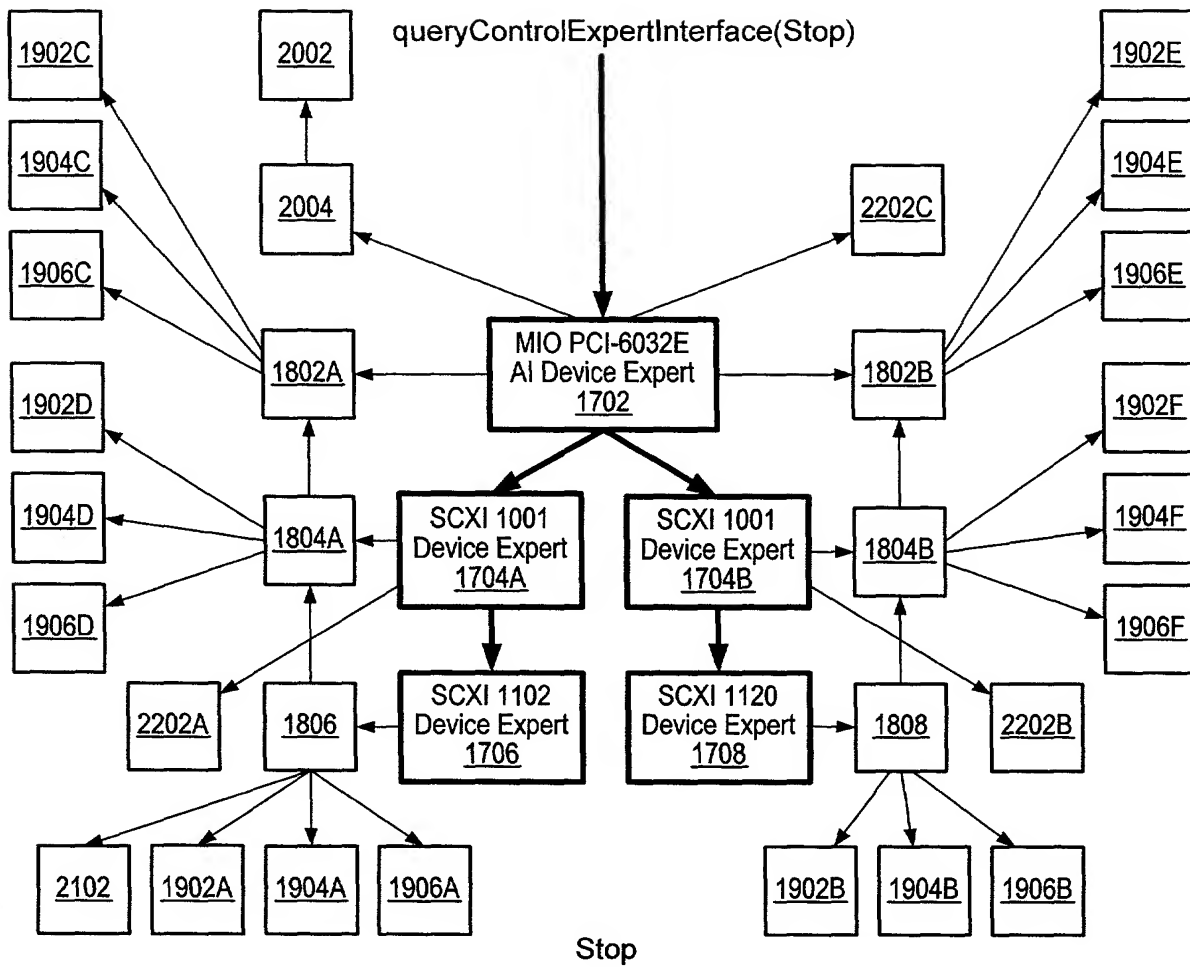 queryControlExpertInterface(Stop)
1902C
2002
1902E
1904C
2004
2202C
1904E
1906C
1906E
MIO PCI-6032E
AI Device Expert
1702
1802A
1802B
1902D
1902F
1904D
1804A
SCXI 1001
Device Expert
1704A
SCXI 1001
Device Expert
1704B
1804B
1904F
1906D
1906F
2202A
1806
SCXI 1102
Device Expert
1706
SCXI 1120
Device Expert
1708
1808
2202B
2102
1902A
1904A
1906A
1902B
1904B
1906B
Stop